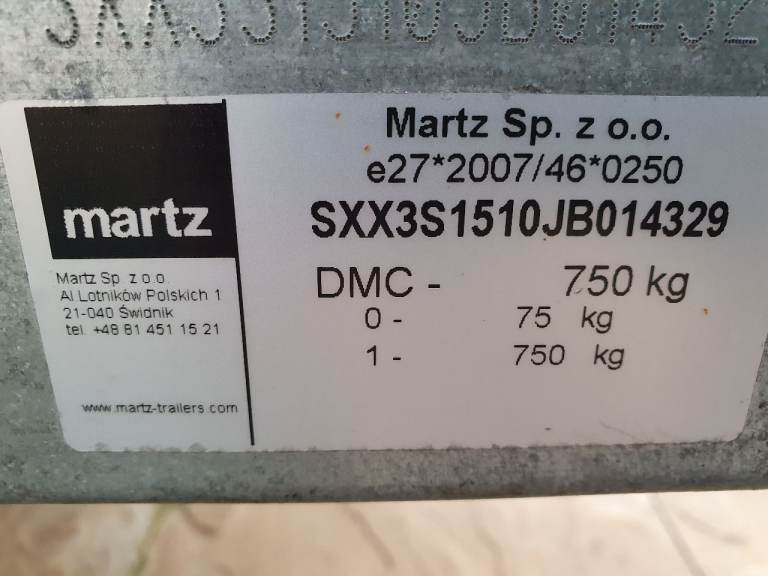 martz
Martz Sp z o.o.
Al Lotników Polskich 1
21-040 Świdnik
tel. +48 81 451 15 21
www.martz-trailers.com
Martz Sp. z o.o.
e27*2007/46*0250
SXX3S1510JB014329
DMC - 750 kg
0 - 75 kg
1 - 750 kg